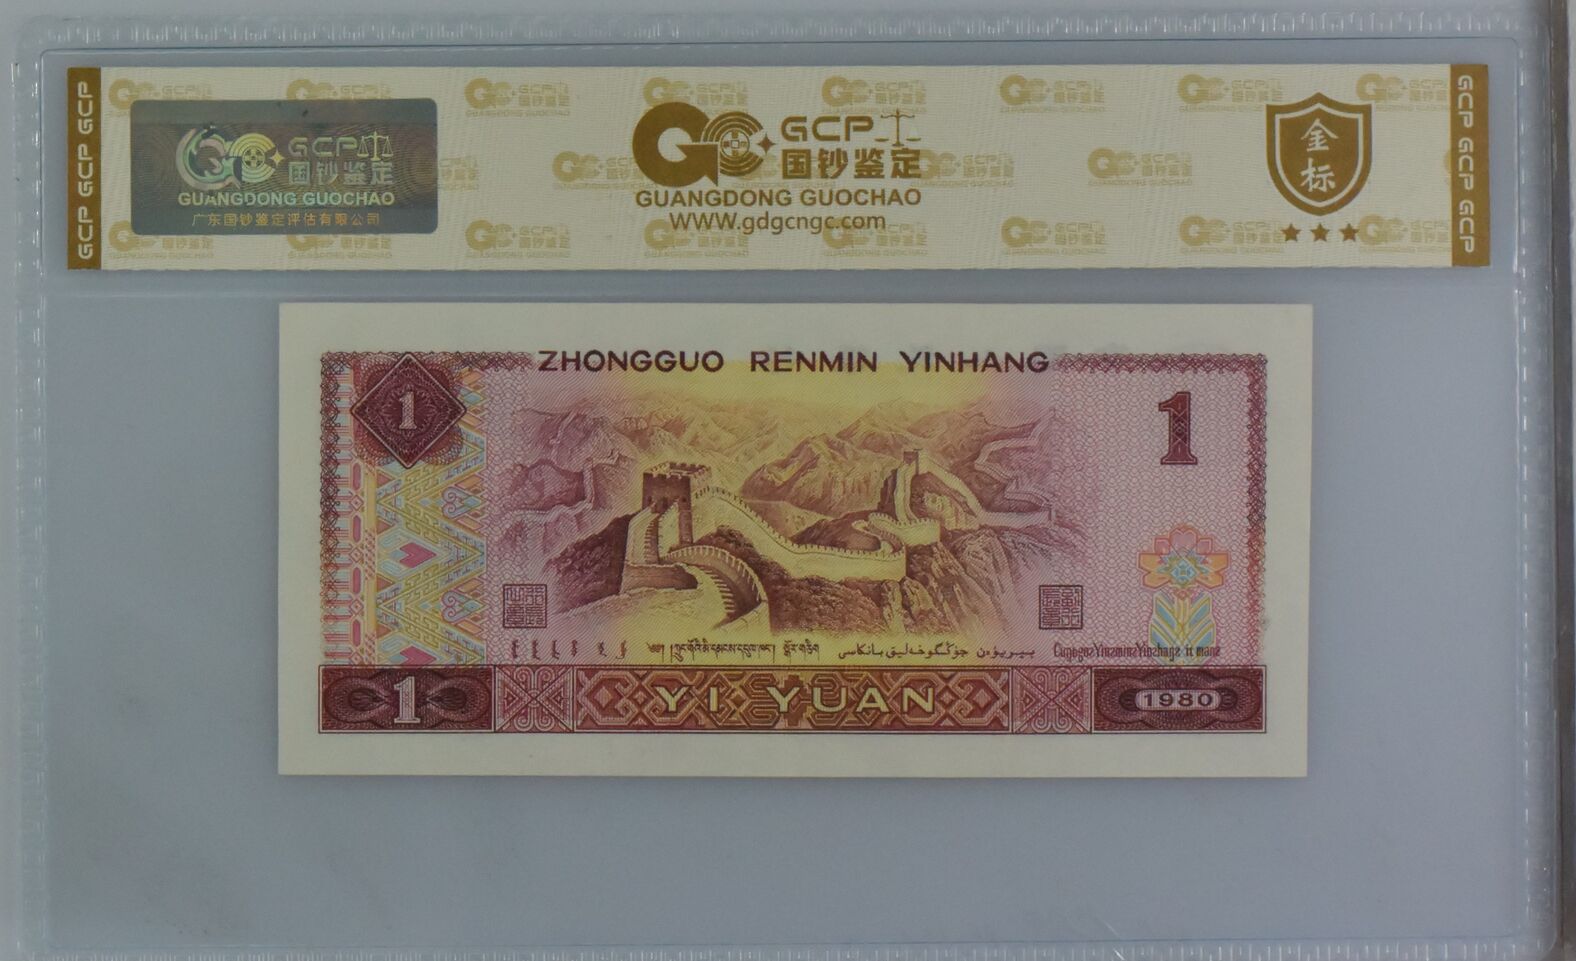 GCP GCP GCP
GCP 国钞鉴定
GUANGDONG GUOCHAO
广东国钞鉴定评估有限公司
GCP
国钞鉴定
GUANGDONG GUOCHAO
WWW.gdgcngc.com
金标
GCP GCP GCP
ZHONGGUO RENMIN YINHANG
1
1
1
YI YUAN
1980